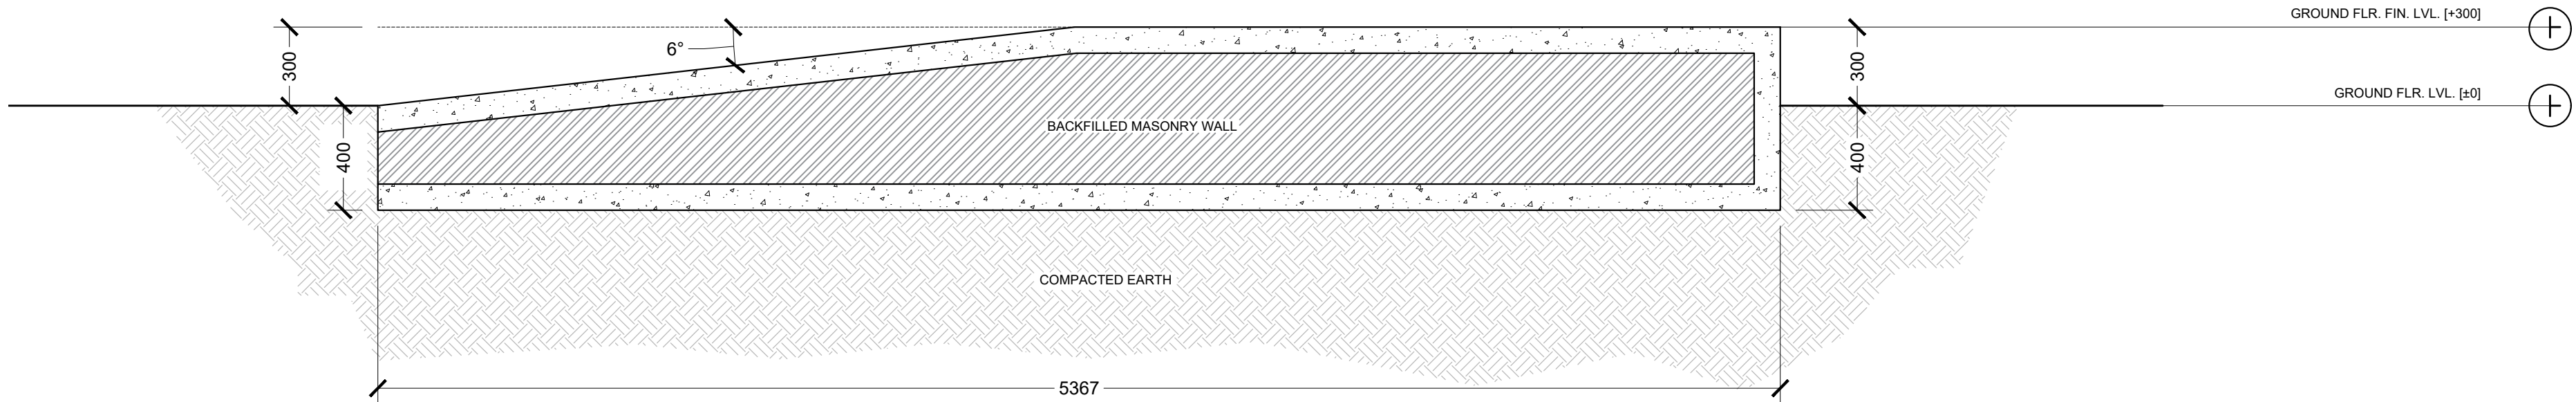 GROUND FLR. FIN. LVL. [+300]
6°
300
300
GROUND FLR. LVL. [±0]
BACKFILLED MASONRY WALL
400
400
COMPACTED EARTH
5367